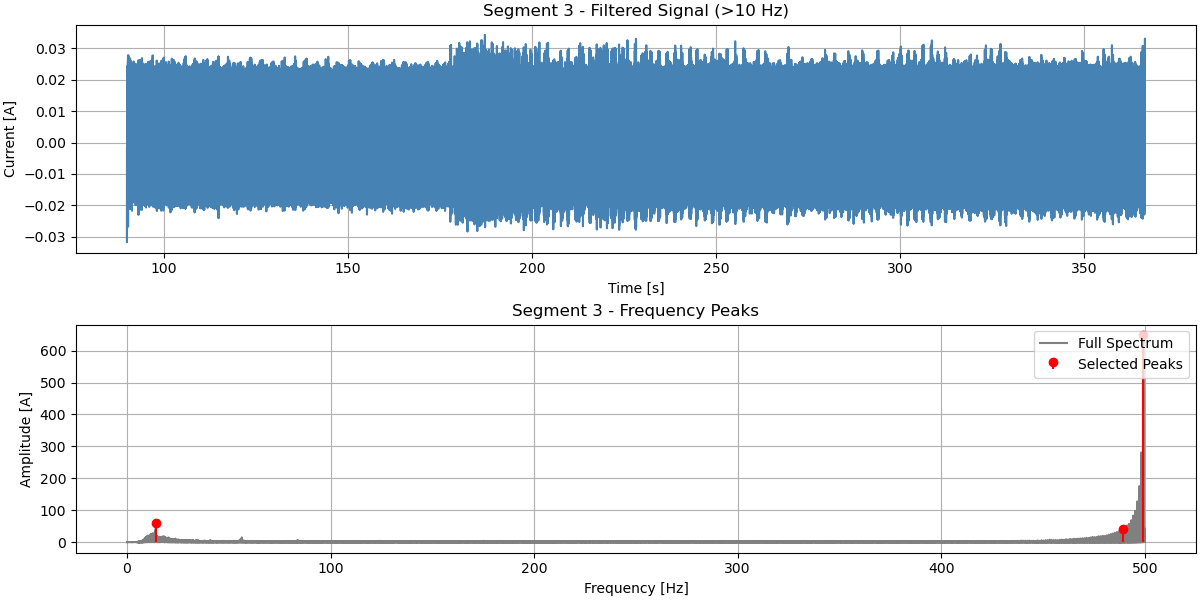 Segment 3 - Filtered Signal (>10 Hz)
0.03
0.02
0.01
0.00
−0.01
−0.02
−0.03
Current [A]
100 150 200 250 300 350
Time [s]
Segment 3 - Frequency Peaks
Full Spectrum
Selected Peaks
600
500
400
300
200
100
0
Amplitude [A]
0 100 200 300 400 500
Frequency [Hz]